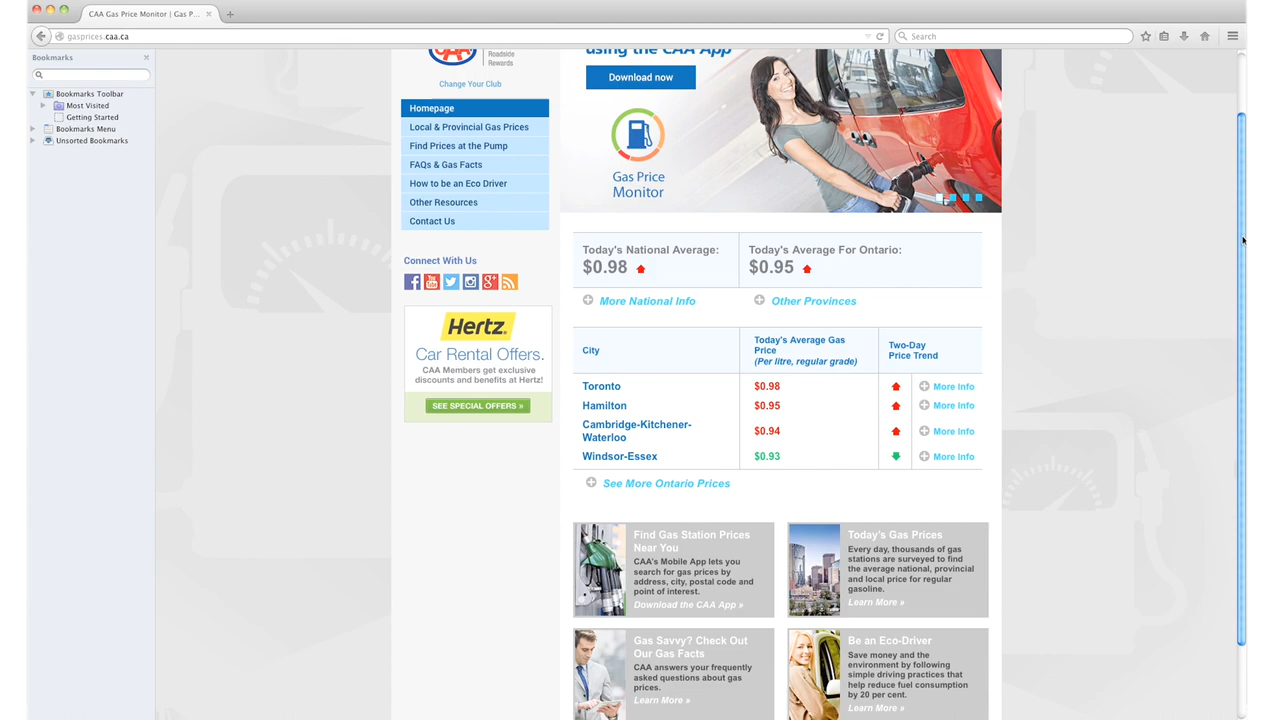 CAA Gas Price Monitor | Gas P...
gasprices.caa.ca
Search
Bookmarks
Bookmarks Toolbar
Most Visited
Getting Started
Bookmarks Menu
Unsorted Bookmarks
CAA
Roadside
Rewards
Change Your Club
Homepage
Local & Provincial Gas Prices
Find Prices at the Pump
FAQs & Gas Facts
How to be an Eco Driver
Other Resources
Contact Us
Connect With Us
You
Tube
Hertz.
Car Rental Offers.
CAA Members get exclusive
discounts and benefits at Hertz!
SEE SPECIAL OFFERS »
using the CAA App
Download now
Gas Price
Monitor
Today's National Average:
$0.98
Today's Average For Ontario:
$0.95
More National Info
Other Provinces
City
Today's Average Gas
Price
(Per litre, regular grade)
Two-Day
Price Trend
Toronto $0.98 More Info
Hamilton $0.95 More Info
Cambridge-Kitchener-
Waterloo $0.94 More Info
Windsor-Essex $0.93 More Info
See More Ontario Prices
Find Gas Station Prices
Near You
CAA's Mobile App lets you
search for gas prices by
address, city, postal code and
point of interest.
Download the CAA App »
Today's Gas Prices
Every day, thousands of gas
stations are surveyed to find
the average national, provincial
and local price for regular
gasoline.
Learn More »
Gas Savvy? Check Out
Our Gas Facts
CAA answers your frequently
asked questions about gas
prices.
Learn More »
Be an Eco-Driver
Save money and the
environment by following
simple driving practices that
help reduce fuel consumption
by 20 per cent.
Learn More »